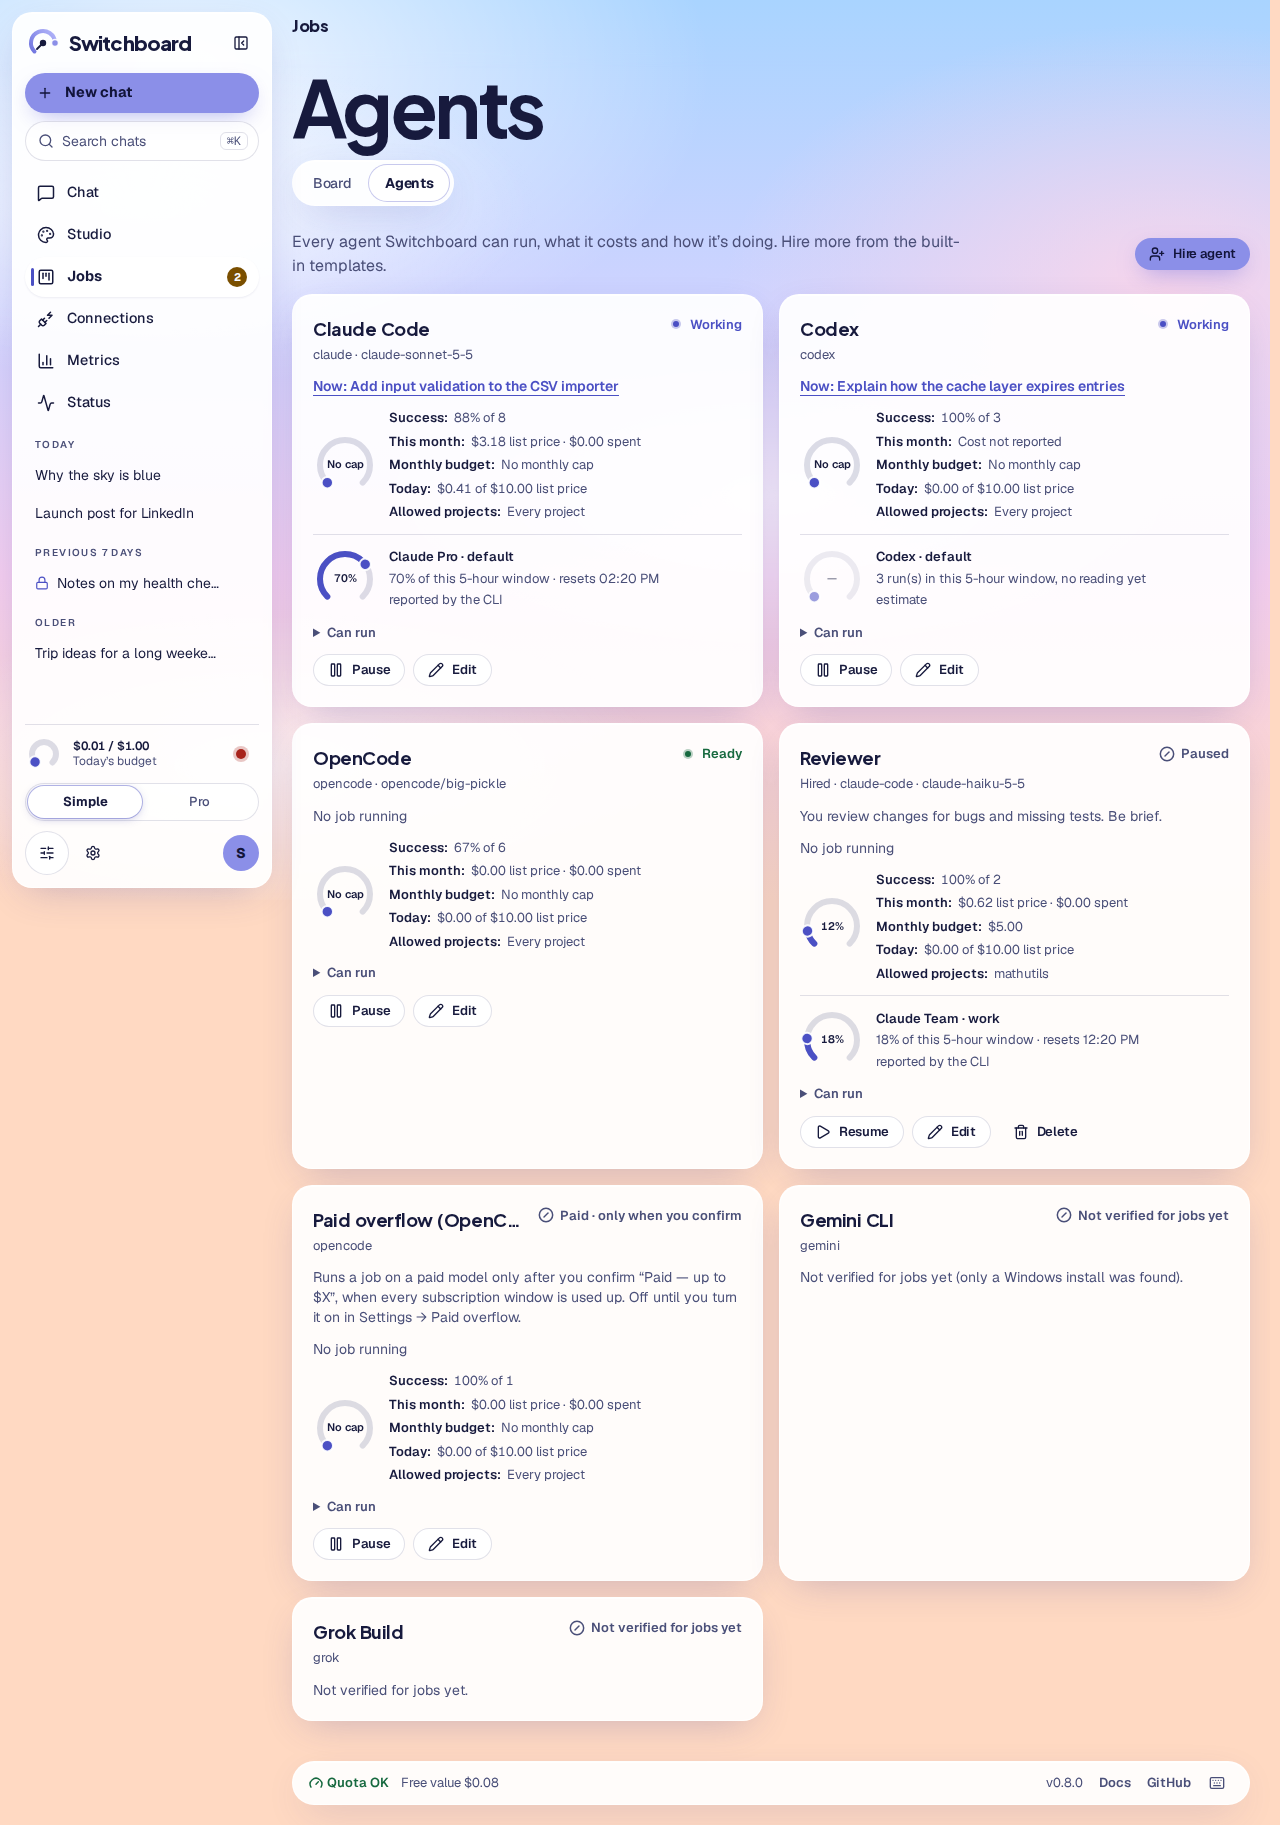 Switchboard
New chat
Search chats ⌘K
Chat
Studio
Jobs 2
Connections
Metrics
Status
TODAY
Why the sky is blue
Launch post for LinkedIn
PREVIOUS 7 DAYS
Notes on my health che...
OLDER
Trip ideas for a long weeke...
$0.01 / $1.00
Today's budget
Simple Pro
S
Jobs
Agents
Board Agents
Every agent Switchboard can run, what it costs and how it's doing. Hire more from the built-
in templates.
Hire agent
Claude Code Working
claude · claude-sonnet-5-5
Now: Add input validation to the CSV importer
No cap
Success: 88% of 8
This month: $3.18 list price · $0.00 spent
Monthly budget: No monthly cap
Today: $0.41 of $10.00 list price
Allowed projects: Every project
70%
Claude Pro · default
70% of this 5-hour window · resets 02:20 PM
reported by the CLI
Can run
Pause Edit
Codex Working
codex
Now: Explain how the cache layer expires entries
No cap
Success: 100% of 3
This month: Cost not reported
Monthly budget: No monthly cap
Today: $0.00 of $10.00 list price
Allowed projects: Every project
—
Codex · default
3 run(s) in this 5-hour window, no reading yet
estimate
Can run
Pause Edit
OpenCode Ready
opencode · opencode/big-pickle
No job running
No cap
Success: 67% of 6
This month: $0.00 list price · $0.00 spent
Monthly budget: No monthly cap
Today: $0.00 of $10.00 list price
Allowed projects: Every project
Can run
Pause Edit
Reviewer Paused
Hired · claude-code · claude-haiku-5-5
You review changes for bugs and missing tests. Be brief.
No job running
12%
Success: 100% of 2
This month: $0.62 list price · $0.00 spent
Monthly budget: $5.00
Today: $0.00 of $10.00 list price
Allowed projects: mathutils
18%
Claude Team · work
18% of this 5-hour window · resets 12:20 PM
reported by the CLI
Can run
Resume Edit Delete
Paid overflow (OpenC... Paid · only when you confirm
opencode
Runs a job on a paid model only after you confirm “Paid — up to
$X”, when every subscription window is used up. Off until you turn
it on in Settings → Paid overflow.
No job running
No cap
Success: 100% of 1
This month: $0.00 list price · $0.00 spent
Monthly budget: No monthly cap
Today: $0.00 of $10.00 list price
Allowed projects: Every project
Can run
Pause Edit
Gemini CLI Not verified for jobs yet
gemini
Not verified for jobs yet (only a Windows install was found).
Grok Build Not verified for jobs yet
grok
Not verified for jobs yet.
Quota OK Free value $0.08 v0.8.0 Docs GitHub